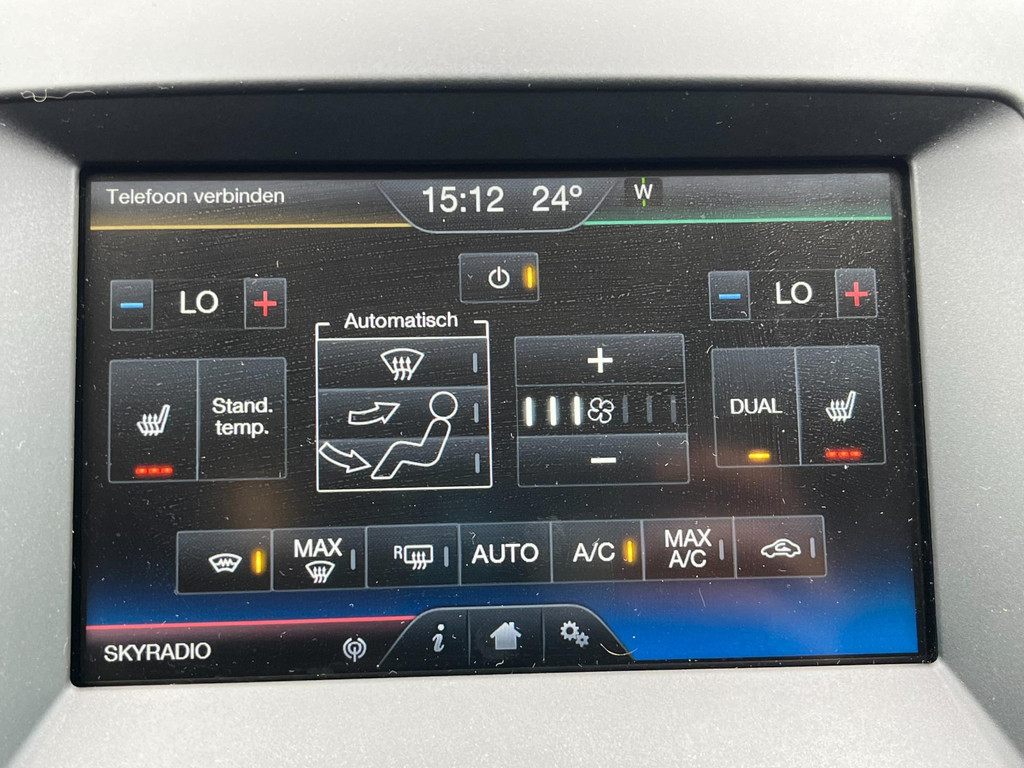 Telefoon verbinden
15:12 24°
W
LO
LO
Automatisch
Stand.
temp.
DUAL
MAX
R
AUTO
A/C
MAX
A/C
SKYRADIO
i